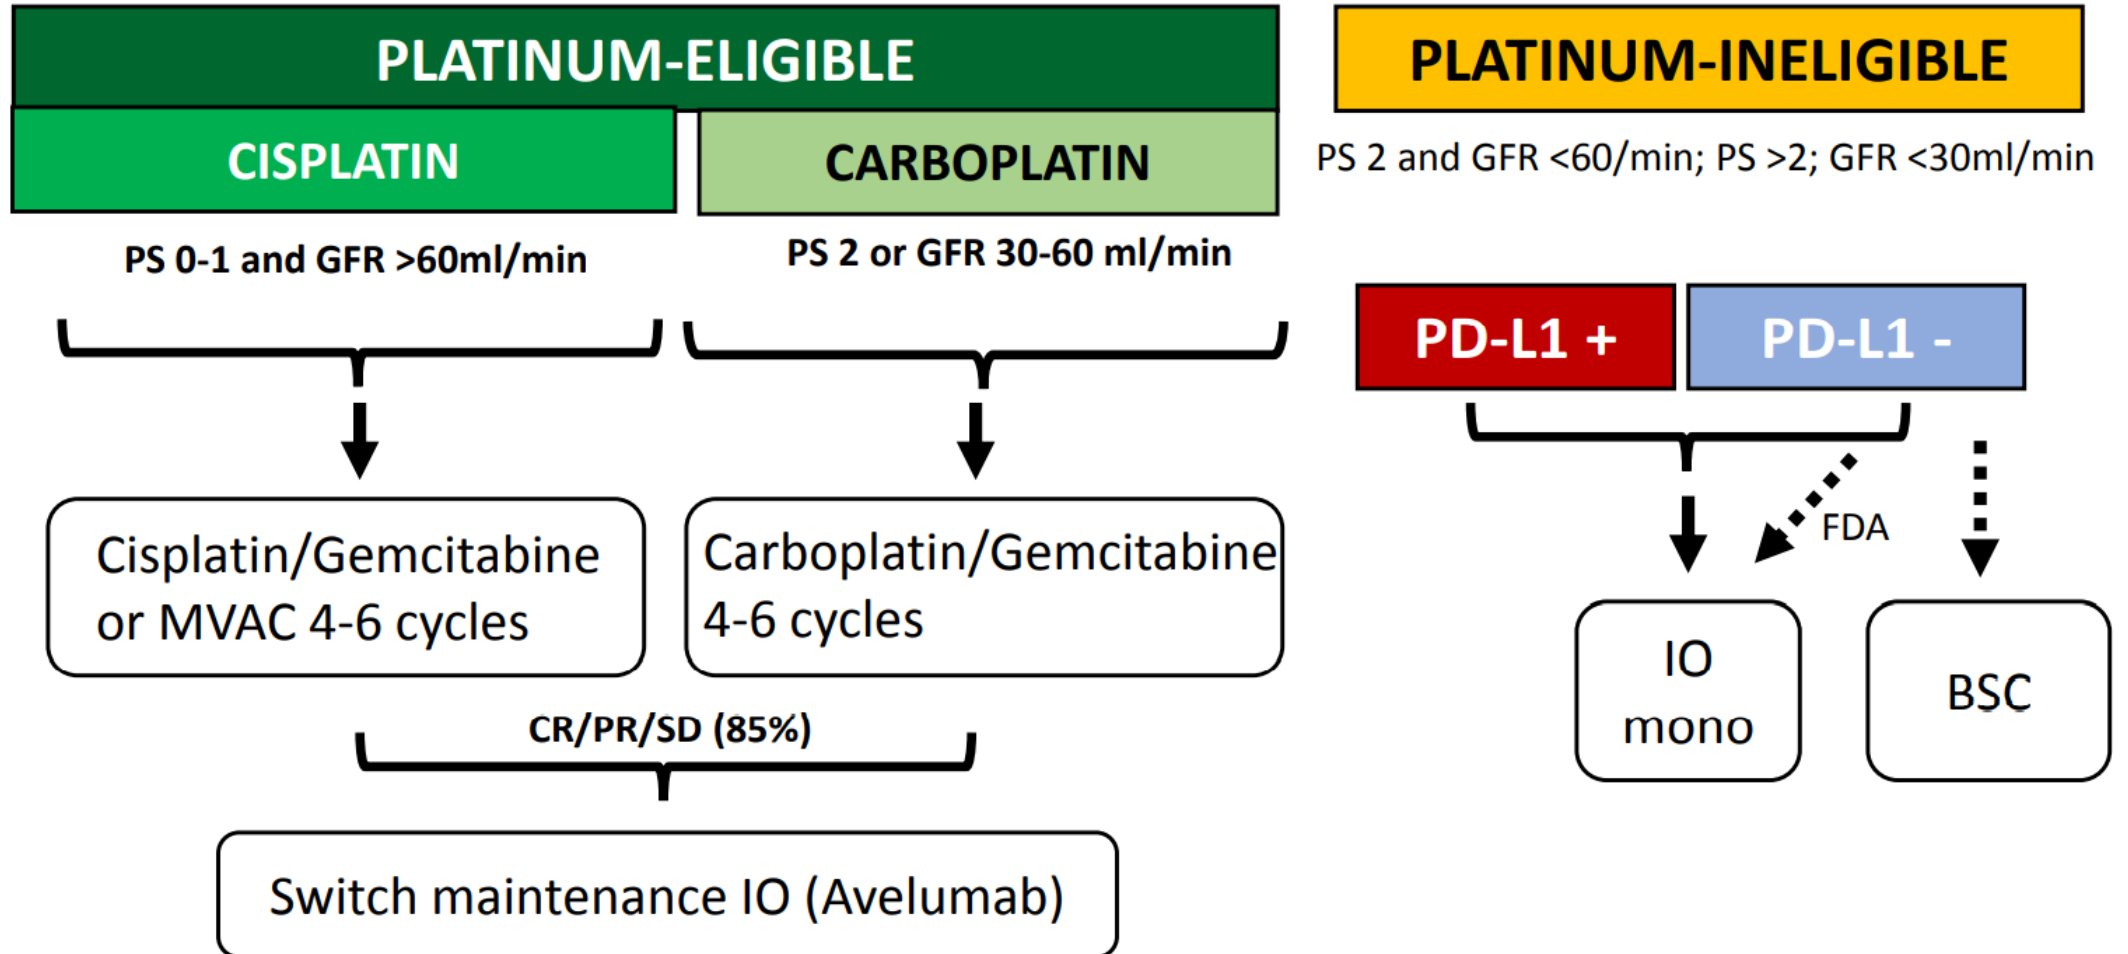 PLATINUM-ELIGIBLE
CISPLATIN
CARBOPLATIN
PS 0-1 and GFR >60ml/min
PS 2 or GFR 30-60 ml/min
Cisplatin/Gemcitabine
or MVAC 4-6 cycles
Carboplatin/Gemcitabine
4-6 cycles
CR/PR/SD (85%)
Switch maintenance IO (Avelumab)
PLATINUM-INELIGIBLE
PS 2 and GFR <60/min; PS >2; GFR <30ml/min
PD-L1 +
PD-L1 -
FDA
IO
mono
BSC